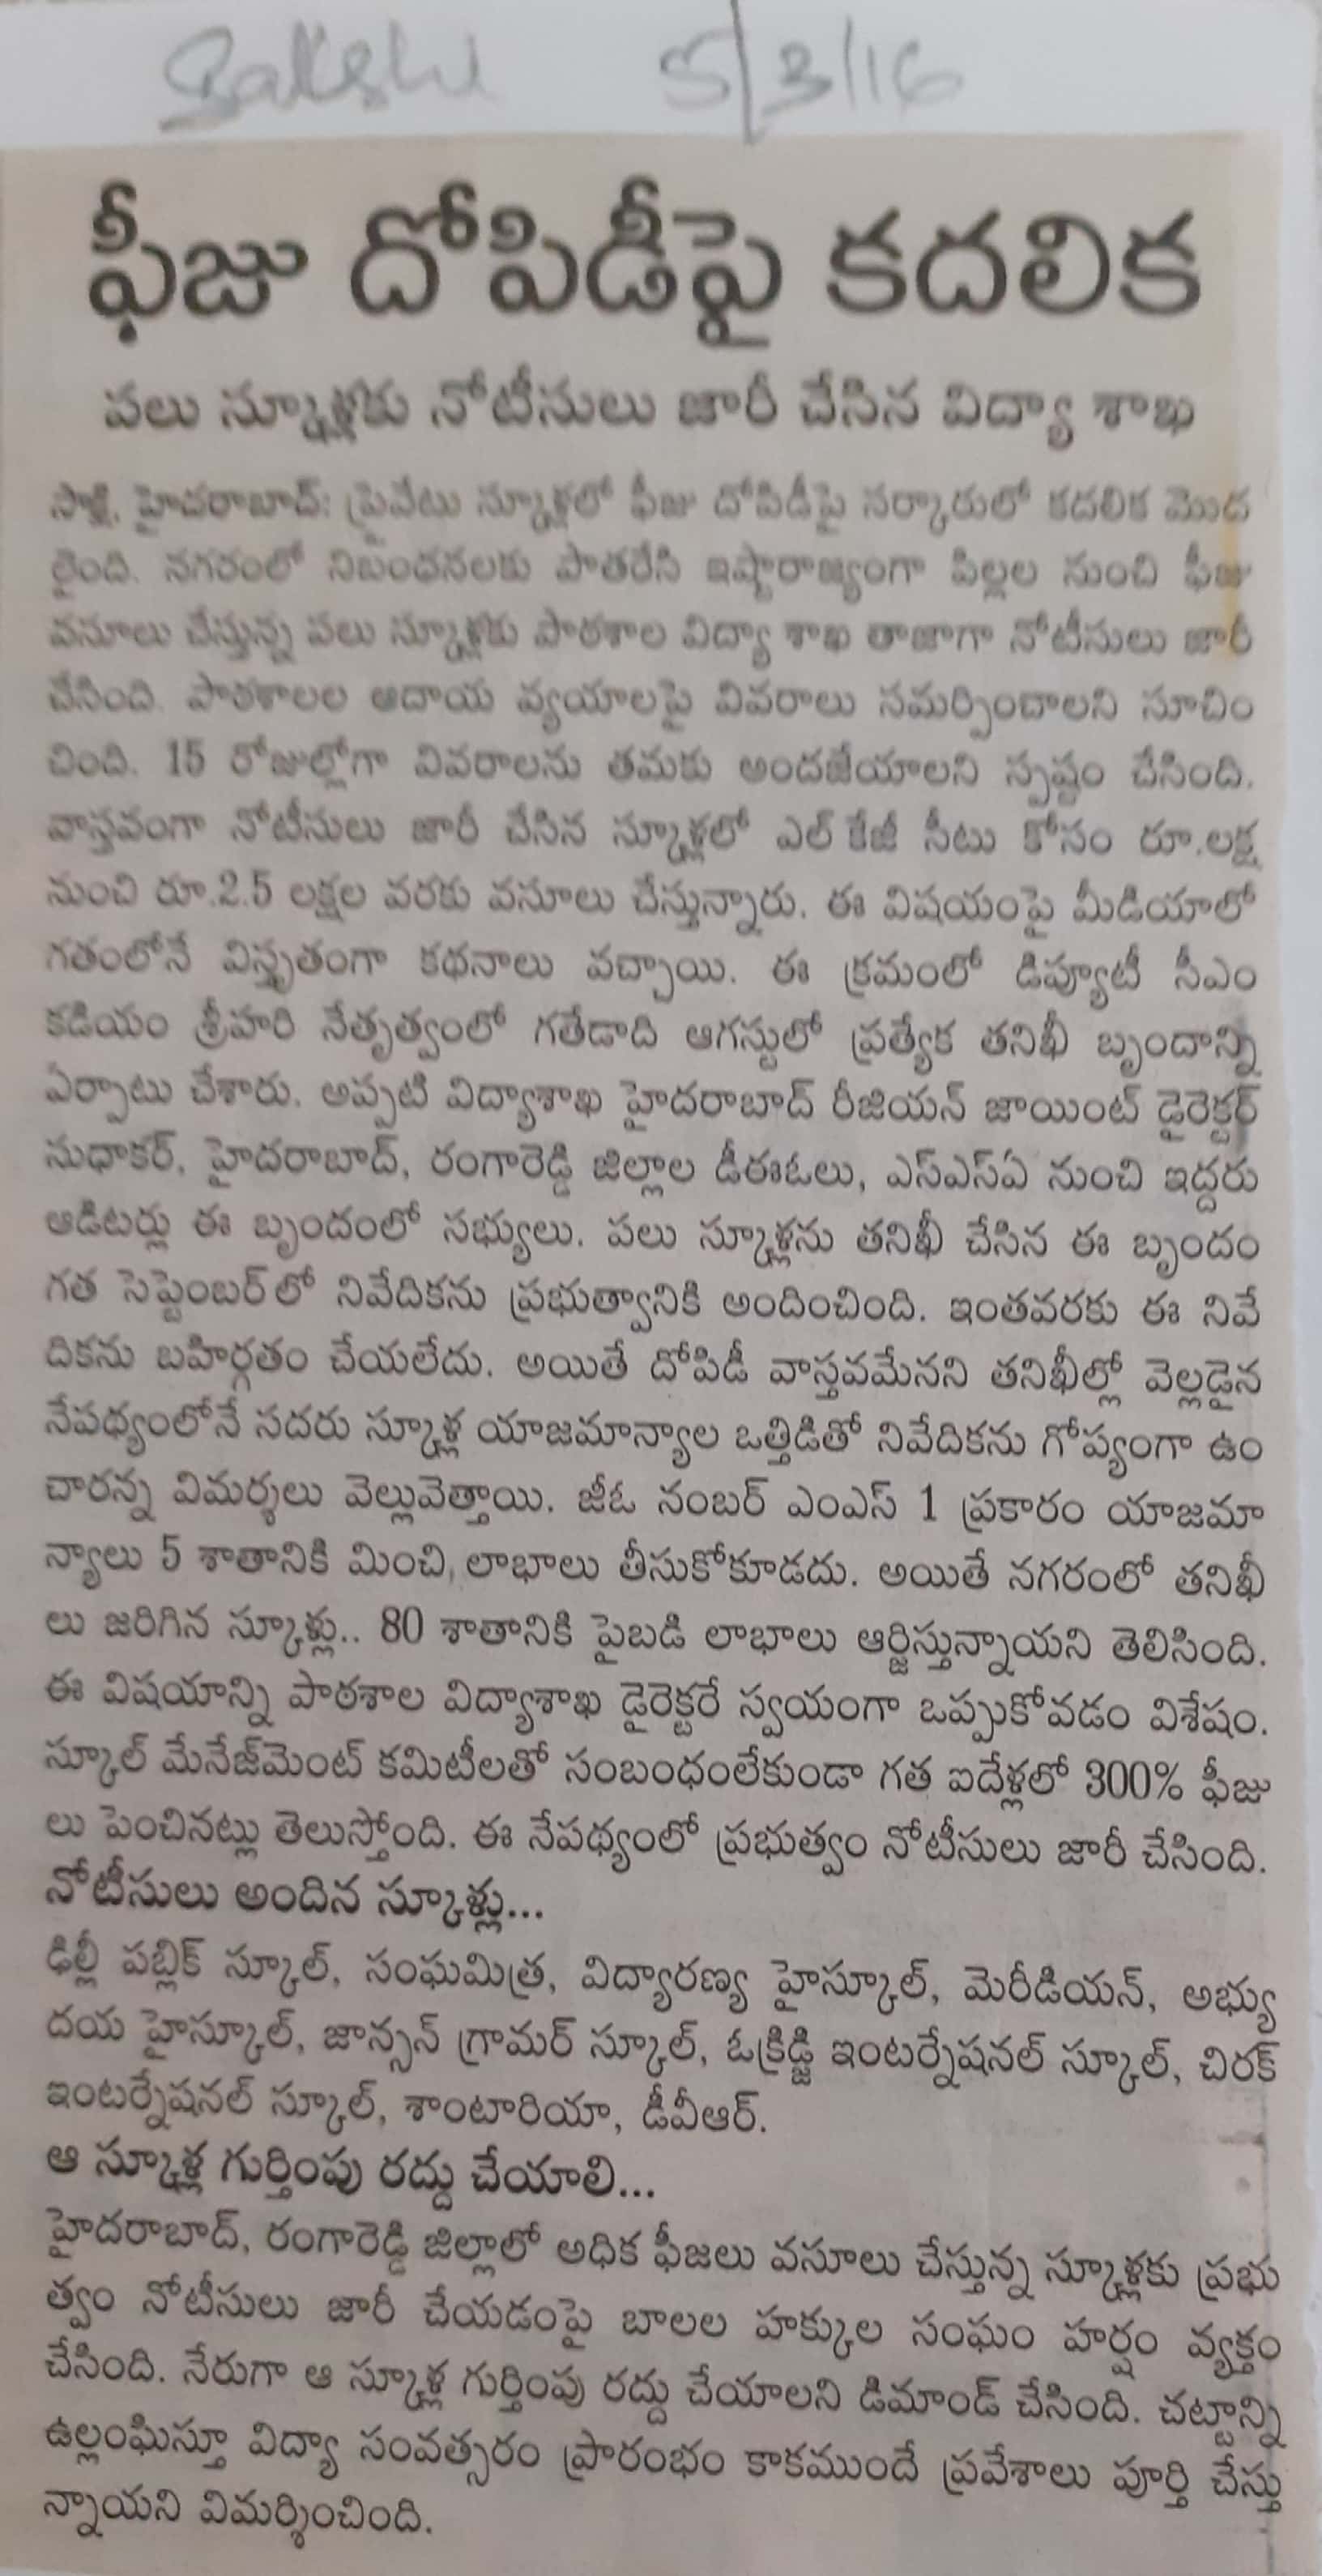 Sakshi 5/3/16
ఫీజు దోపిడీపై కదలిక
పలు స్కూళ్లకు నోటీసులు జారీ చేసిన విద్యా శాఖ
సాక్షి, హైదరాబాద్: ప్రైవేటు స్కూళ్లలో ఫీజు దోపిడీపై సర్కారులో కదలిక మొద
లైంది. నగరంలో నిబంధనలకు పాతరేసి ఇష్టారాజ్యంగా పిల్లల నుంచి ఫీజు
వసూలు చేస్తున్న పలు స్కూళ్లకు పాఠశాల విద్యా శాఖ తాజాగా నోటీసులు జారీ
చేసింది. పాఠశాలల ఆదాయ వ్యయాలపై వివరాలు సమర్పించాలని సూచిం
చింది. 15 రోజుల్లోగా వివరాలను తమకు అందజేయాలని స్పష్టం చేసింది.
వాస్తవంగా నోటీసులు జారీ చేసిన స్కూళ్లలో ఎల్ కేజీ సీటు కోసం రూ.లక్ష
నుంచి రూ.2.5 లక్షల వరకు వసూలు చేస్తున్నారు. ఈ విషయంపై మీడియాలో
గతంలోనే విస్తృతంగా కథనాలు వచ్చాయి. ఈ క్రమంలో డిప్యూటీ సీఎం
కడియం శ్రీహరి నేతృత్వంలో గతేడాది ఆగస్టులో ప్రత్యేక తనిఖీ బృందాన్ని
ఏర్పాటు చేశారు. అప్పటి విద్యాశాఖ హైదరాబాద్ రీజియన్ జాయింట్ డైరెక్టర్
సుధాకర్, హైదరాబాద్, రంగారెడ్డి జిల్లాల డీఈఓలు, ఎస్ఎస్ఏ నుంచి ఇద్దరు
ఆడిటర్లు ఈ బృందంలో సభ్యులు. పలు స్కూళ్లను తనిఖీ చేసిన ఈ బృందం
గత సెప్టెంబర్ లో నివేదికను ప్రభుత్వానికి అందించింది. ఇంతవరకు ఈ నివే
దికను బహిర్గతం చేయలేదు. అయితే దోపిడీ వాస్తవమేనని తనిఖీల్లో వెల్లడైన
నేపథ్యంలోనే సదరు స్కూళ్ల యాజమాన్యాల ఒత్తిడితో నివేదికను గోప్యంగా ఉం
చారన్న విమర్శలు వెల్లువెత్తాయి. జీఓ నంబర్ ఎంఎస్ 1 ప్రకారం యాజమా
న్యాలు 5 శాతానికి మించి లాభాలు తీసుకోకూడదు. అయితే నగరంలో తనిఖీ
లు జరిగిన స్కూళ్లు.. 80 శాతానికి పైబడి లాభాలు ఆర్జిస్తున్నాయని తెలిసింది.
ఈ విషయాన్ని పాఠశాల విద్యాశాఖ డైరెక్టరే స్వయంగా ఒప్పుకోవడం విశేషం.
స్కూల్ మేనేజ్‌మెంట్ కమిటీలతో సంబంధంలేకుండా గత ఐదేళ్లలో 300% ఫీజు
లు పెంచినట్లు తెలుస్తోంది. ఈ నేపథ్యంలో ప్రభుత్వం నోటీసులు జారీ చేసింది.
నోటీసులు అందిన స్కూళ్లు...
ఢిల్లీ పబ్లిక్ స్కూల్, సంఘమిత్ర, విద్యారణ్య హైస్కూల్, మెరీడియన్, అభ్యు
దయ హైస్కూల్, జాన్సన్ గ్రామర్ స్కూల్, ఓక్రిడ్జి ఇంటర్నేషనల్ స్కూల్, చిరక్
ఇంటర్నేషనల్ స్కూల్, శాంటారియా, డీవీఆర్.
ఆ స్కూళ్ల గుర్తింపు రద్దు చేయాలి...
హైదరాబాద్, రంగారెడ్డి జిల్లాలో అధిక ఫీజులు వసూలు చేస్తున్న స్కూళ్లకు ప్రభు
త్వం నోటీసులు జారీ చేయడంపై బాలల హక్కుల సంఘం హర్షం వ్యక్తం
చేసింది. నేరుగా ఆ స్కూళ్ల గుర్తింపు రద్దు చేయాలని డిమాండ్ చేసింది. చట్టాన్ని
ఉల్లంఘిస్తూ విద్యా సంవత్సరం ప్రారంభం కాకముందే ప్రవేశాలు పూర్తి చేస్తు
న్నాయని విమర్శించింది.